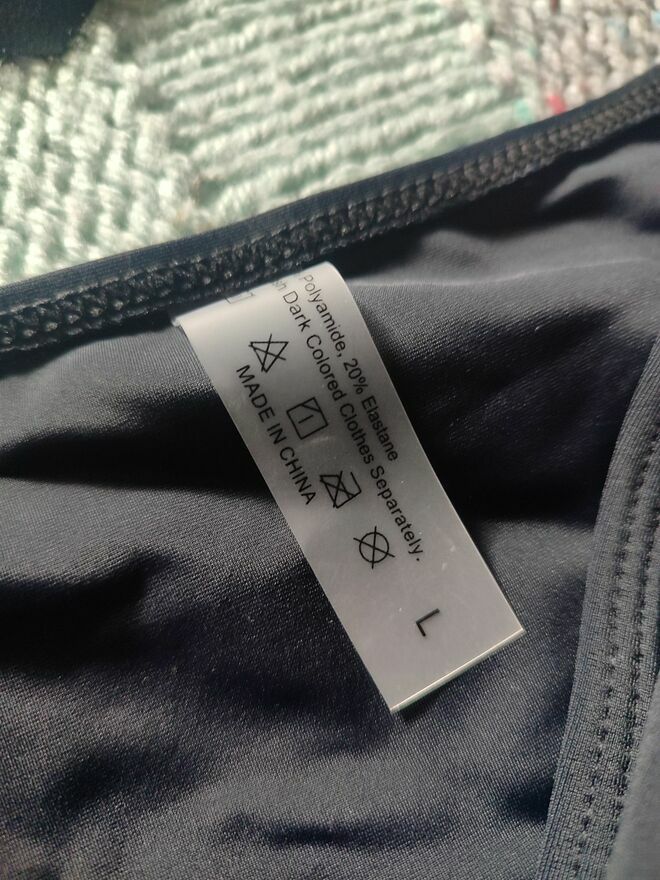 Polyamide, 20% Elastane
Dark Colored Clothes Separately.
MADE IN CHINA
L